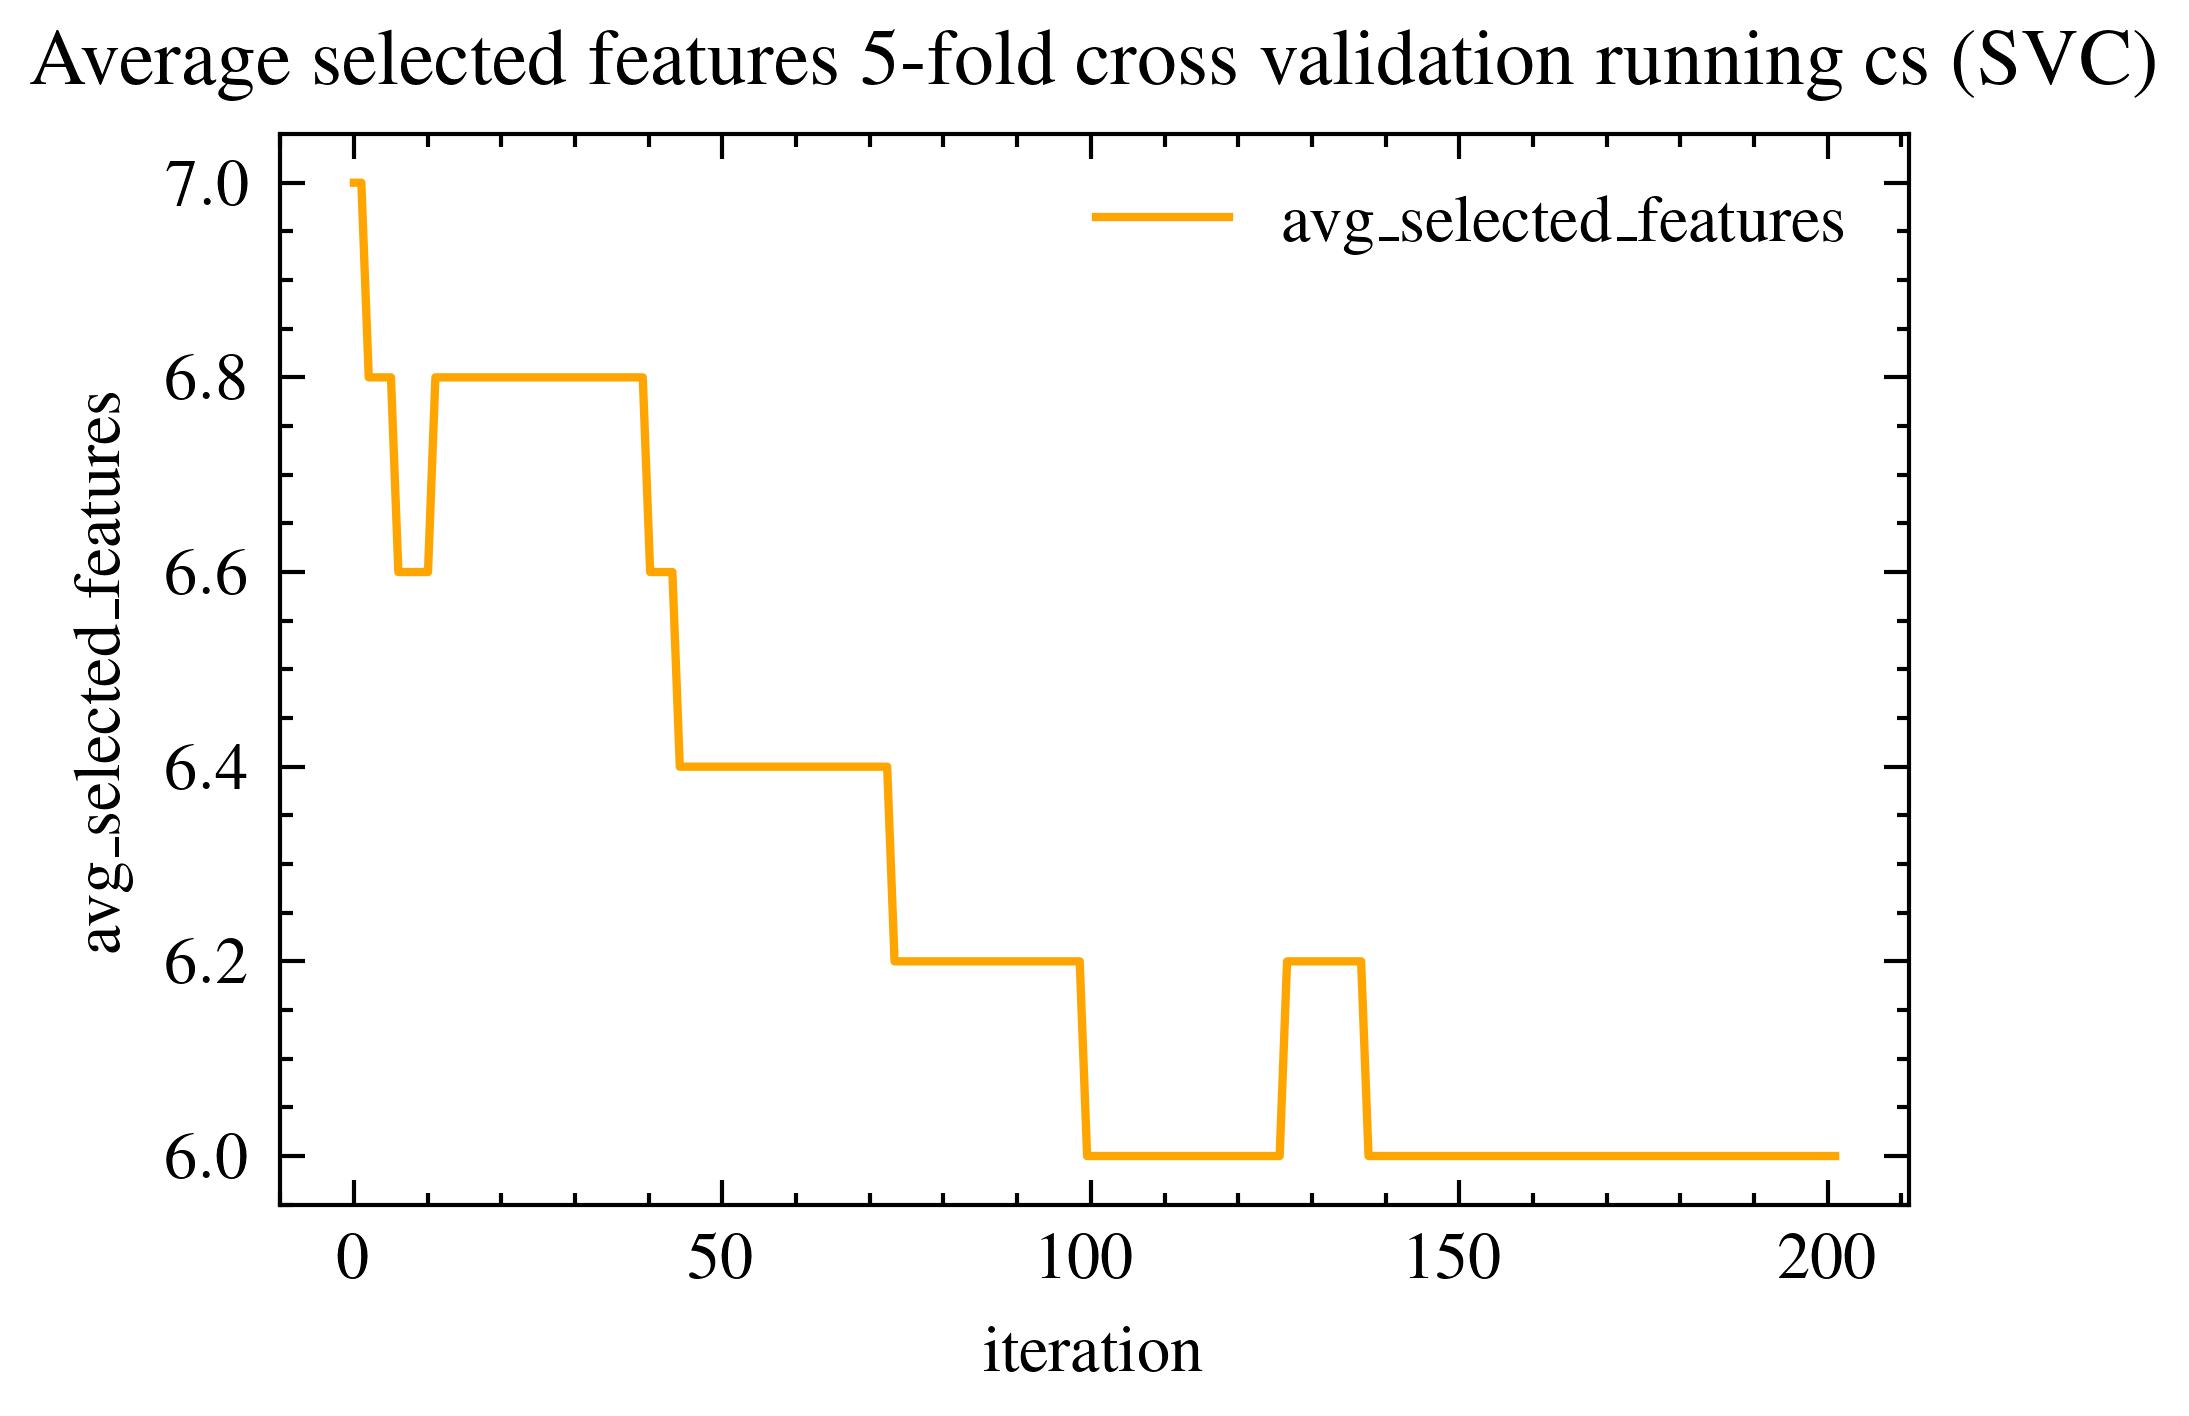 Average selected features 5-fold cross validation running cs (SVC)
avg_selected_features
7.0
6.8
6.6
6.4
6.2
6.0
avg_selected_features
0
50
100
150
200
iteration